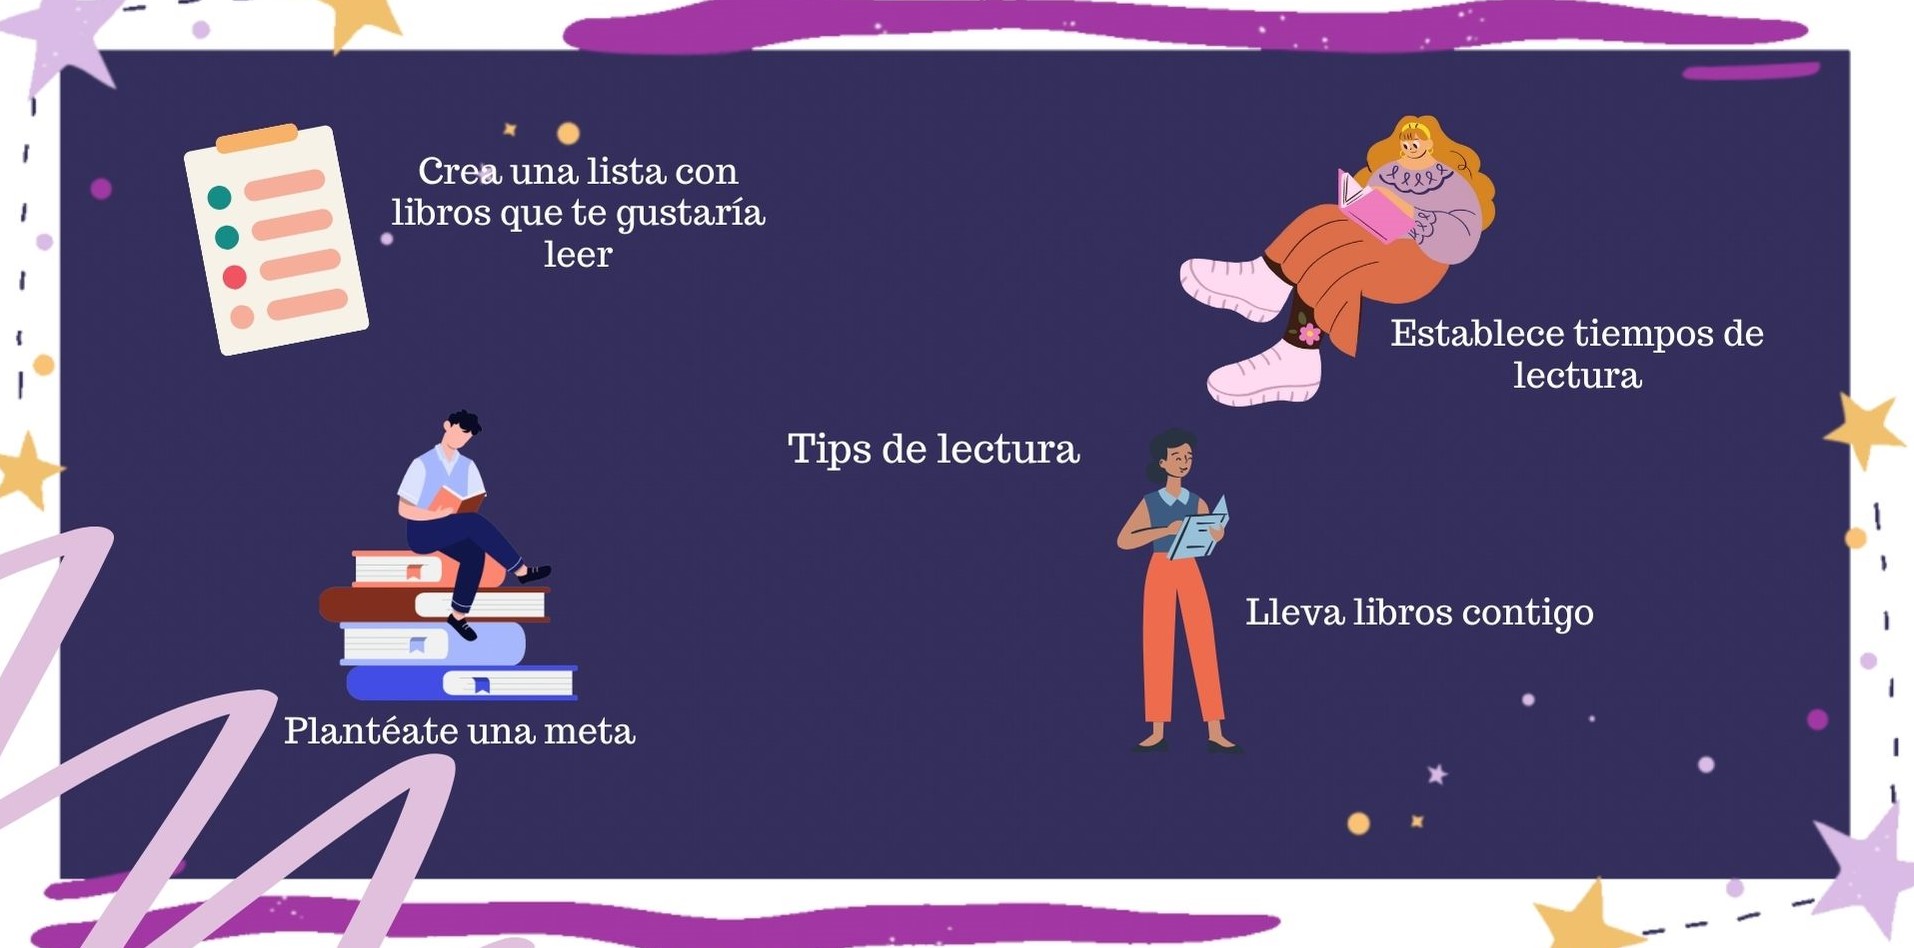 Crea una lista con
libros que te gustaría
leer
Establece tiempos de
lectura
Tips de lectura
Lleva libros contigo
Plantéate una meta